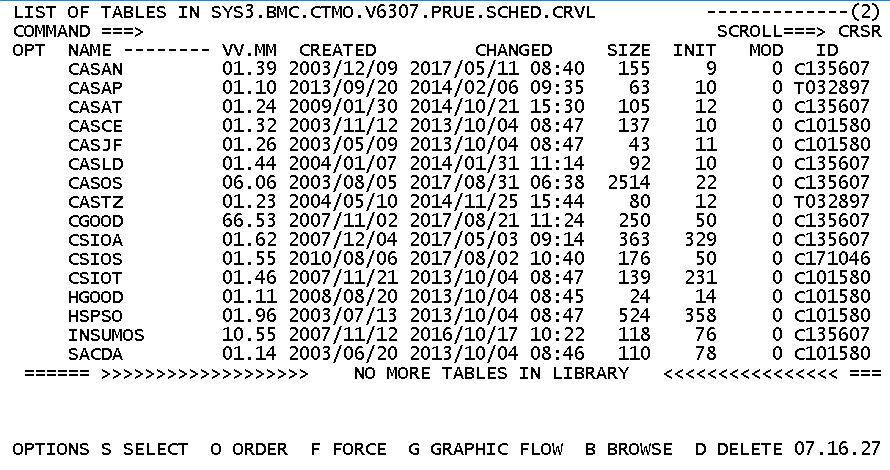 LIST OF TABLES IN SYS3.BMC.CTMO.V6307.PRUE.SCHED.CRVL -------------(2)
COMMAND ===> SCROLL===> CRSR
OPT NAME -------- VV.MM CREATED CHANGED SIZE INIT MOD ID
CASAN 01.39 2003/12/09 2017/05/11 08:40 155 9 0 C135607
CASAP 01.10 2013/09/20 2014/02/06 09:35 63 10 0 T032897
CASAT 01.24 2009/01/30 2014/10/21 15:30 105 12 0 C135607
CASCE 01.32 2003/11/12 2013/10/04 08:47 137 10 0 C101580
CASJF 01.26 2003/05/09 2013/10/04 08:47 43 11 0 C101580
CASLD 01.44 2004/01/07 2014/01/31 11:14 92 10 0 C135607
CASOS 06.06 2003/08/05 2017/08/31 06:38 2514 22 0 C135607
CASTZ 01.23 2004/05/10 2014/11/25 15:44 80 12 0 T032897
CGOOD 66.53 2007/11/02 2017/08/21 11:24 250 50 0 C135607
CSIOA 01.62 2007/12/04 2017/05/03 09:14 363 329 0 C135607
CSIOS 01.55 2010/08/06 2017/08/02 10:40 176 50 0 C171046
CSIOT 01.46 2007/11/21 2013/10/04 08:47 139 231 0 C101580
HGOOD 01.11 2008/08/20 2013/10/04 08:45 24 14 0 C101580
HSPSO 01.96 2003/07/13 2013/10/04 08:47 524 358 0 C101580
INSUMOS 10.55 2007/11/12 2016/10/17 10:22 118 76 0 C135607
SACDA 01.14 2003/06/20 2013/10/04 08:46 110 78 0 C101580
====== >>>>>>>>>>>>>>>>>>> NO MORE TABLES IN LIBRARY <<<<<<<<<<<<<<<< ===
OPTIONS S SELECT O ORDER F FORCE G GRAPHIC FLOW B BROWSE D DELETE 07.16.27